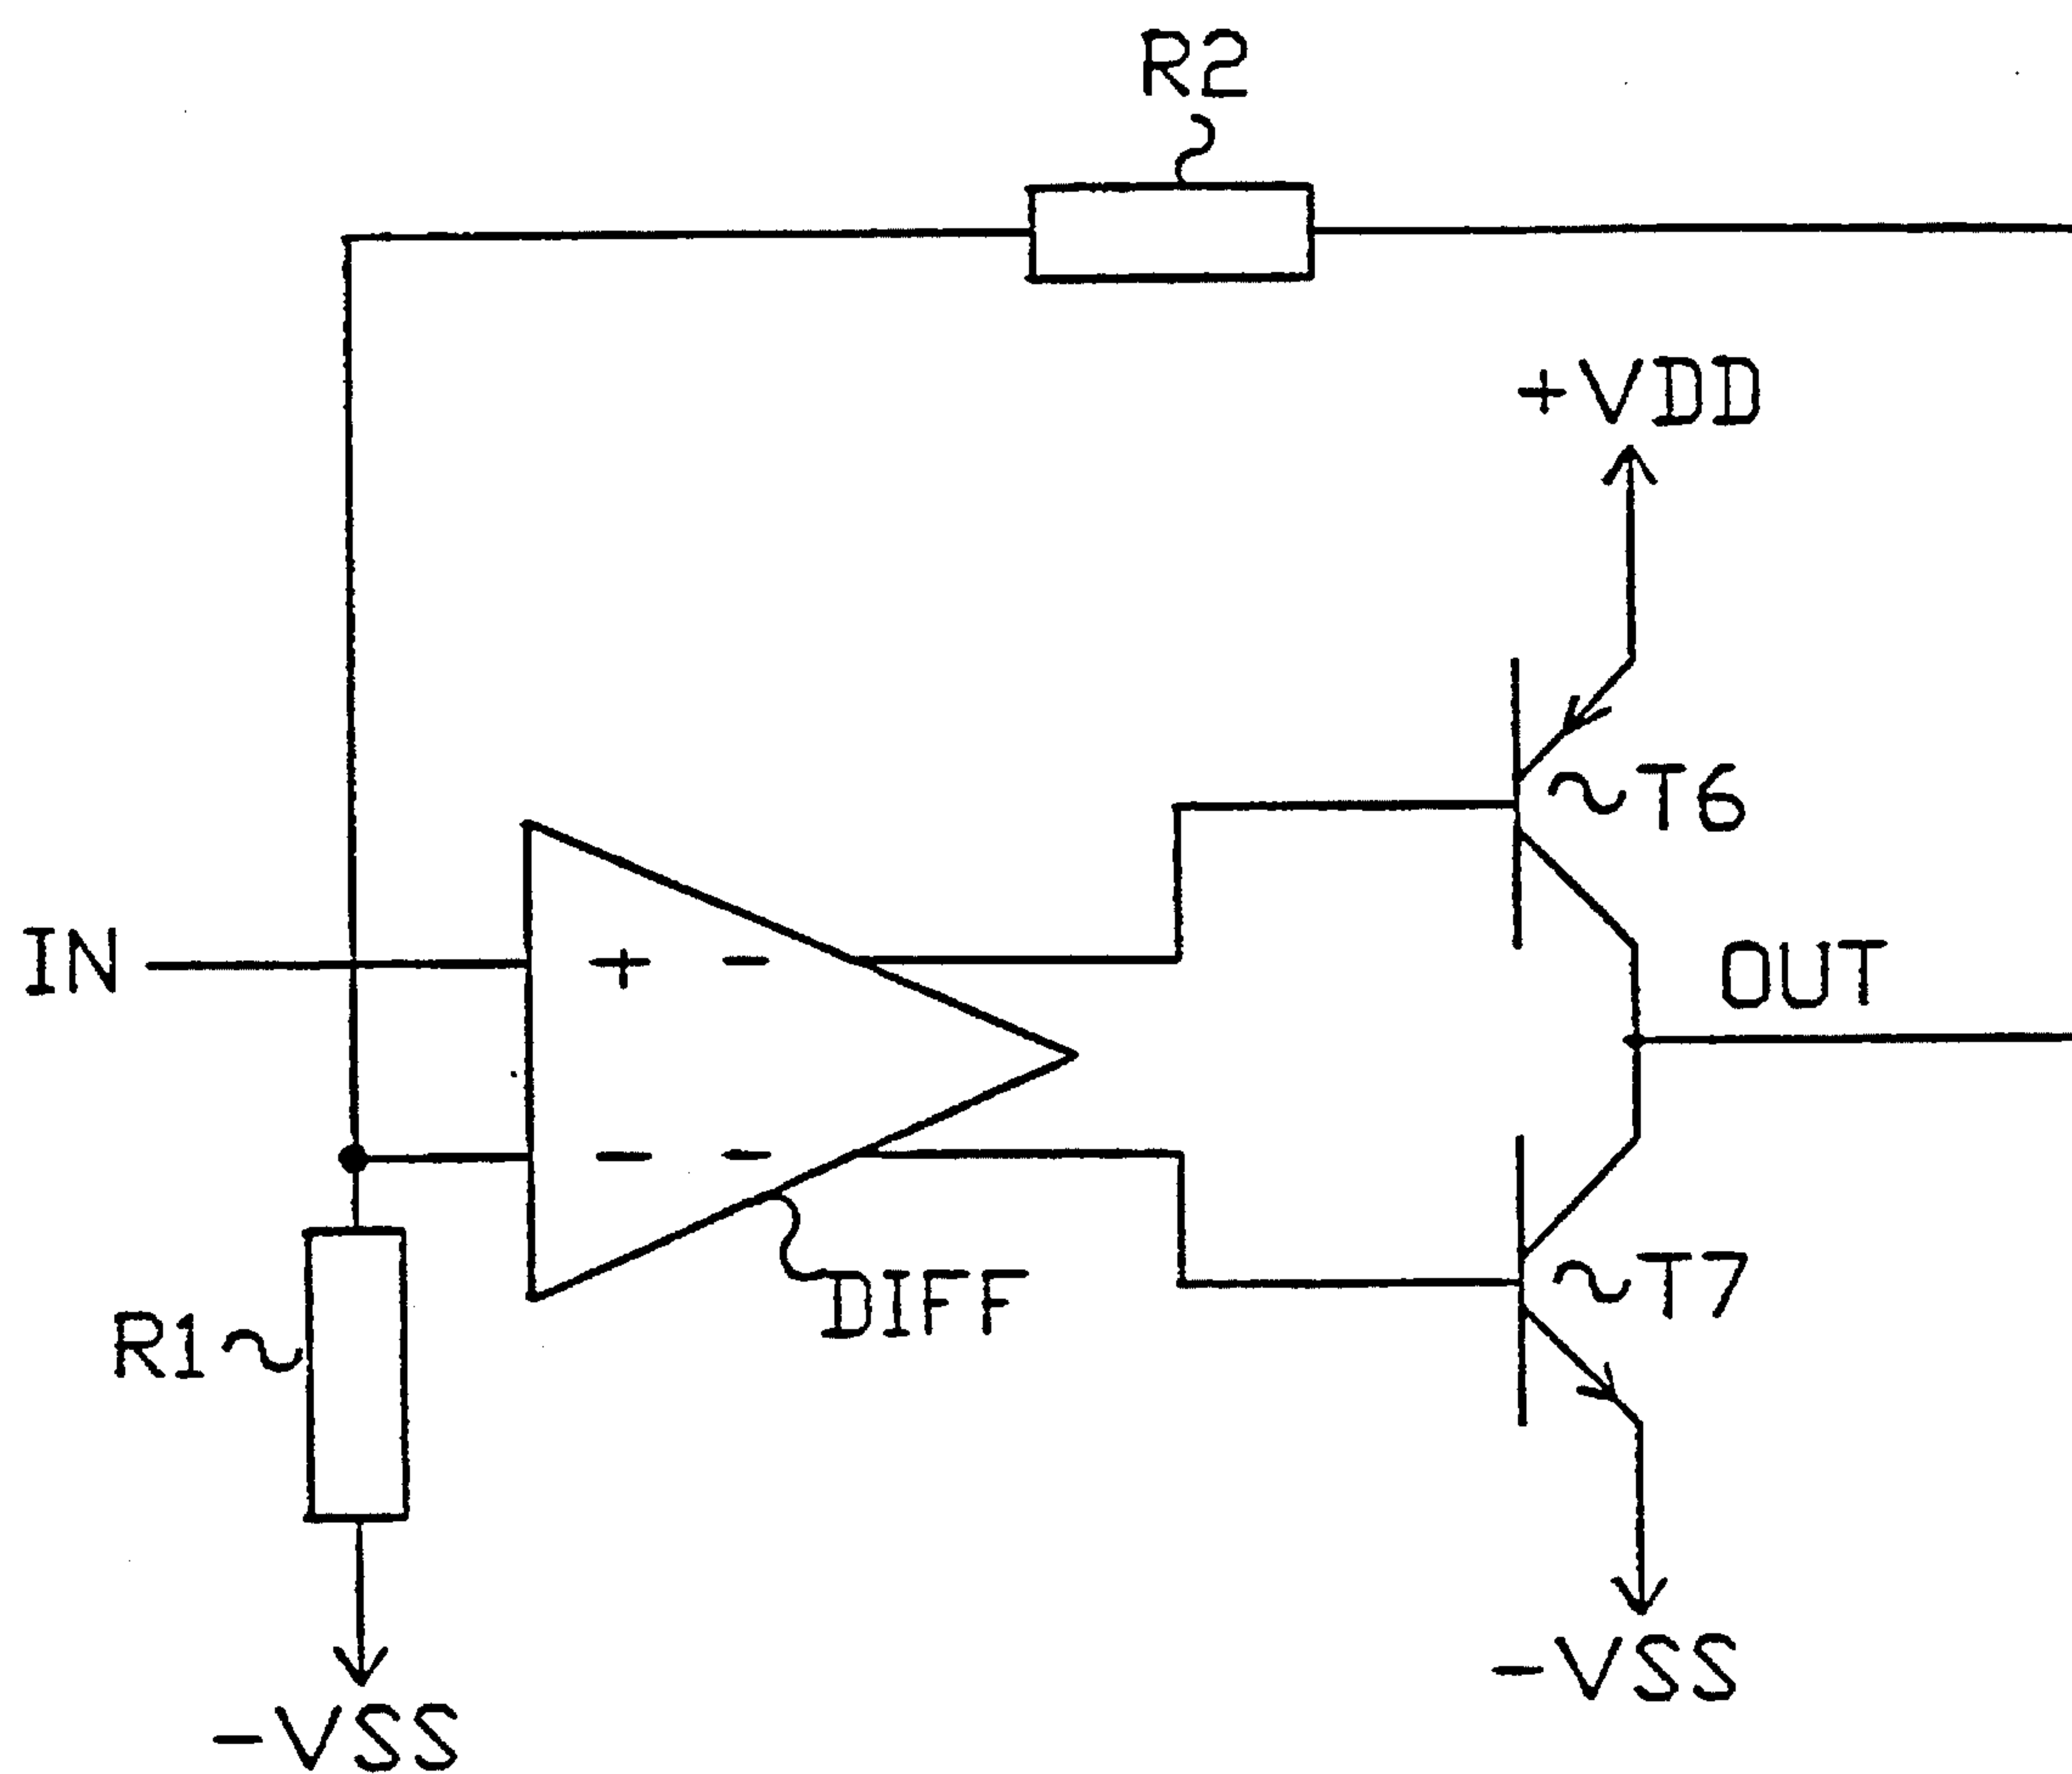 R2
+VDD
T6
IN
+ -
OUT
- -
T7
DIFF
R1
-VSS
-VSS